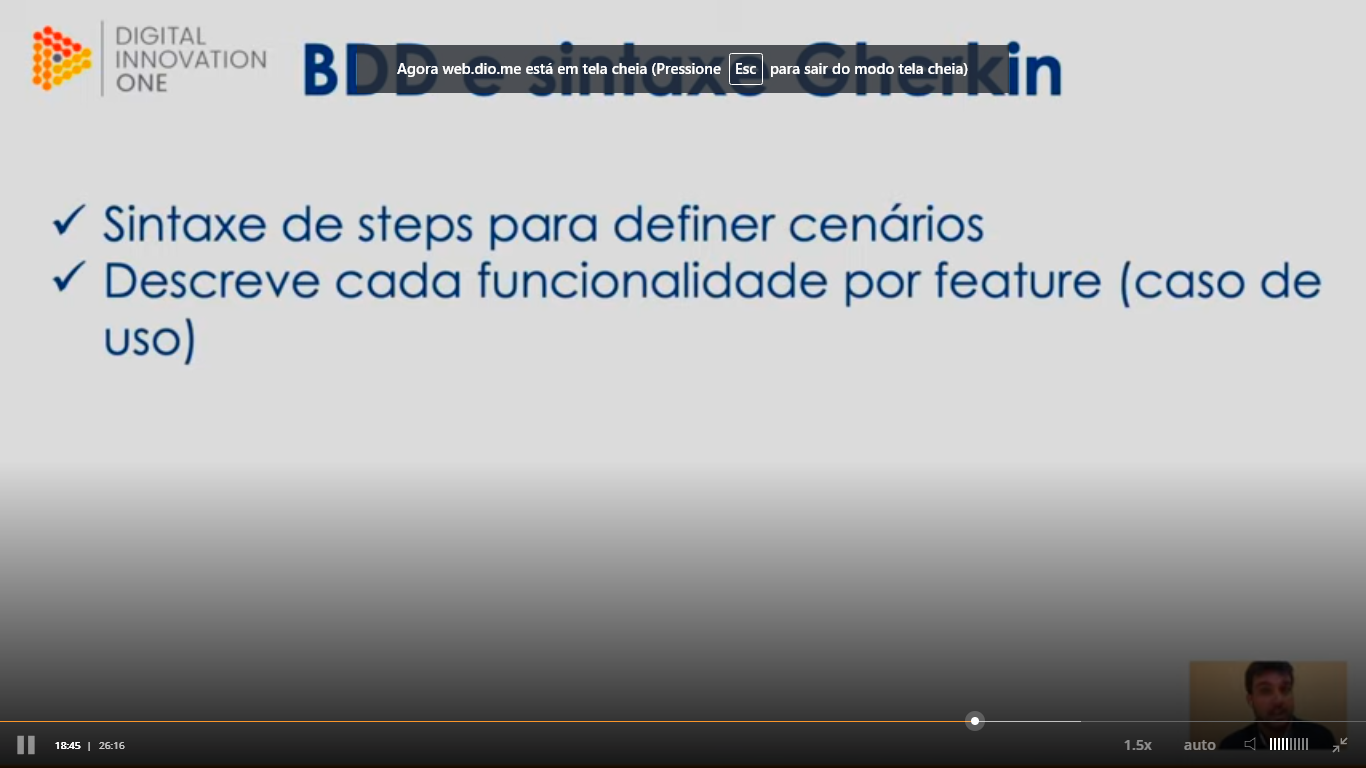 DIGITAL
INNOVATION
ONE
BDD e sintaxe Gherkin
Agora web.dio.me está em tela cheia (Pressione Esc para sair do modo tela cheia)
✓ Sintaxe de steps para definer cenários
✓ Descreve cada funcionalidade por feature (caso de
uso)
18:45 | 26:16
1.5x
auto